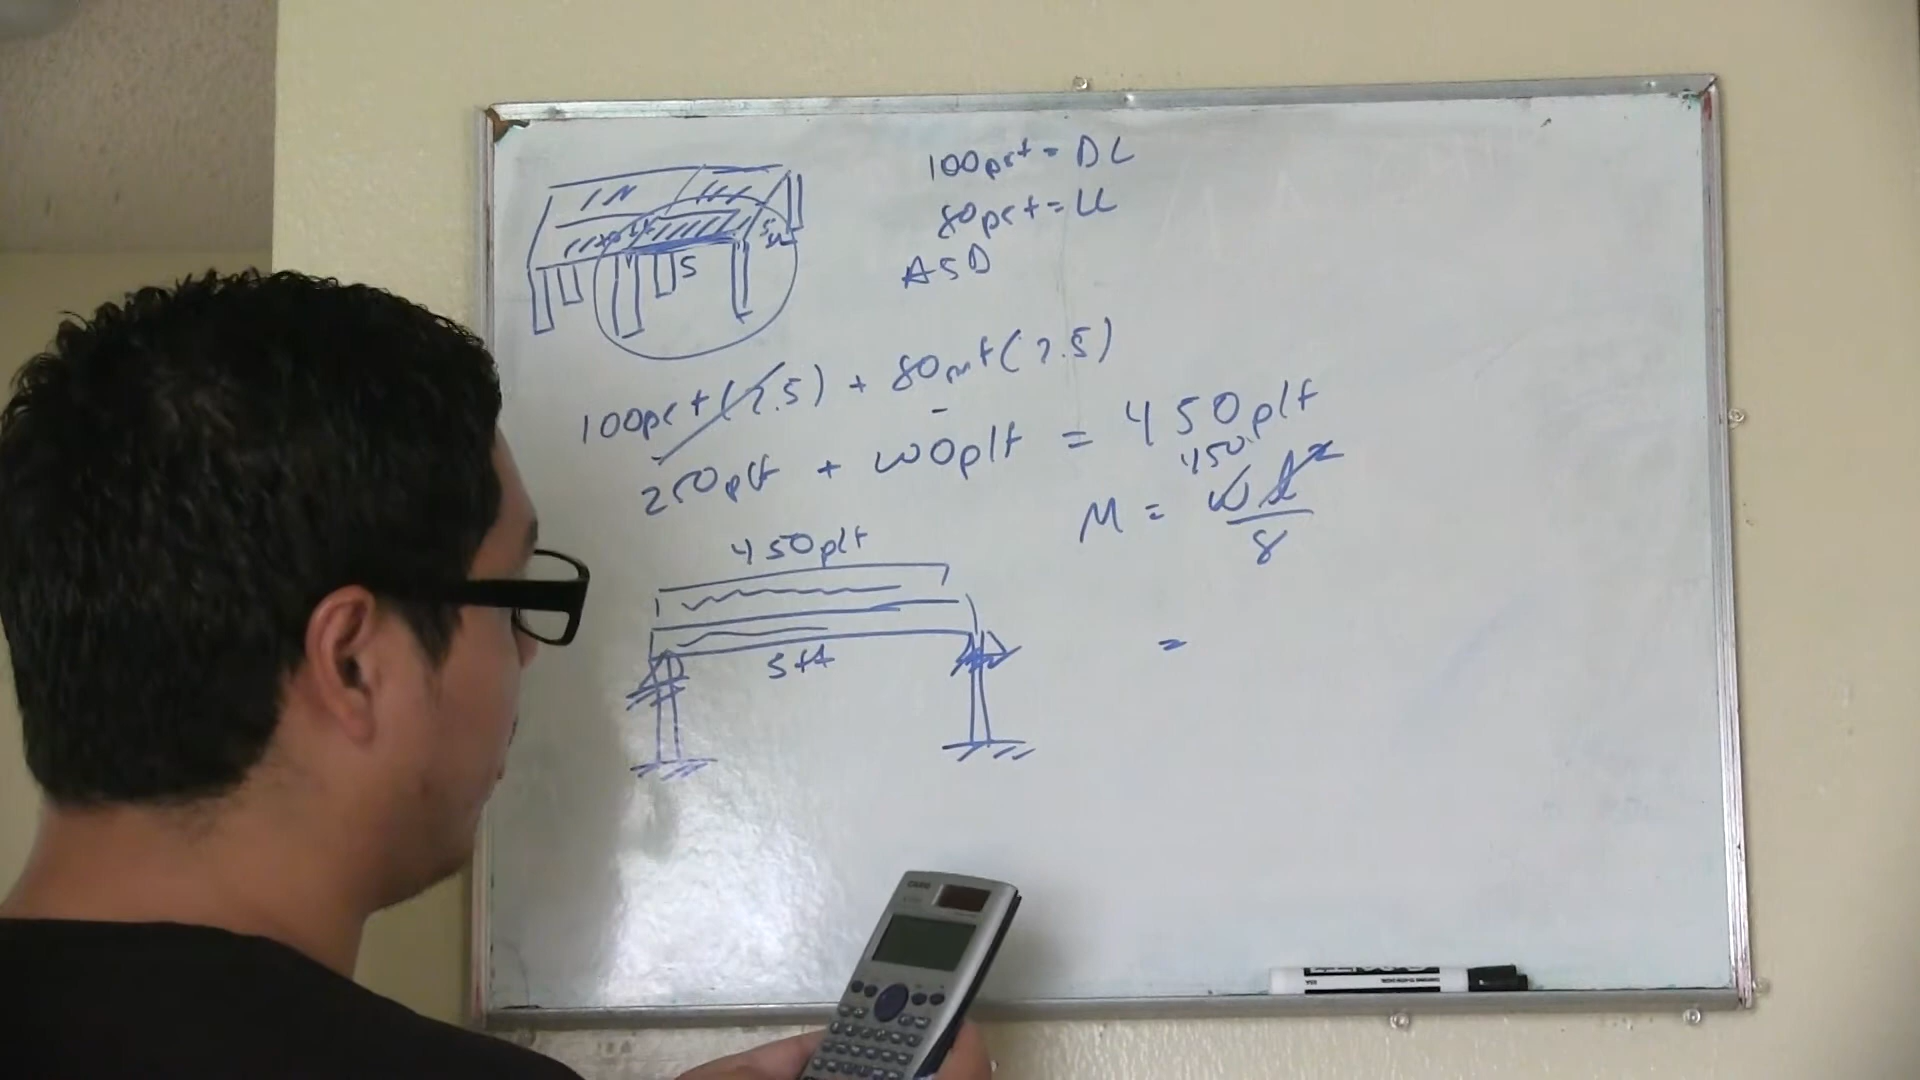 100psf = DL
80psf = LL
ASD
5
100psf (2.5) + 80psf (2.5)
250plf + 200plf = 450plf
450
M = wl²
8
450plf
5ft
=
CASIO